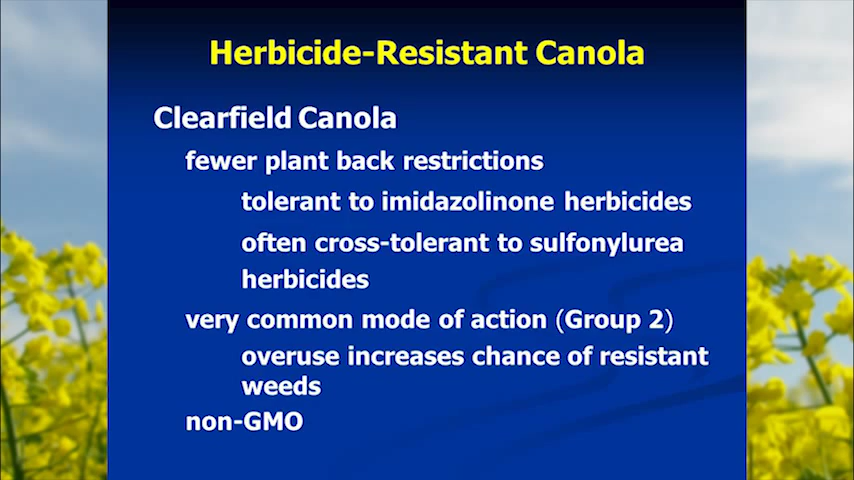 Herbicide-Resistant Canola
Clearfield Canola
fewer plant back restrictions
tolerant to imidazolinone herbicides
often cross-tolerant to sulfonylurea
herbicides
very common mode of action (Group 2)
overuse increases chance of resistant
weeds
non-GMO